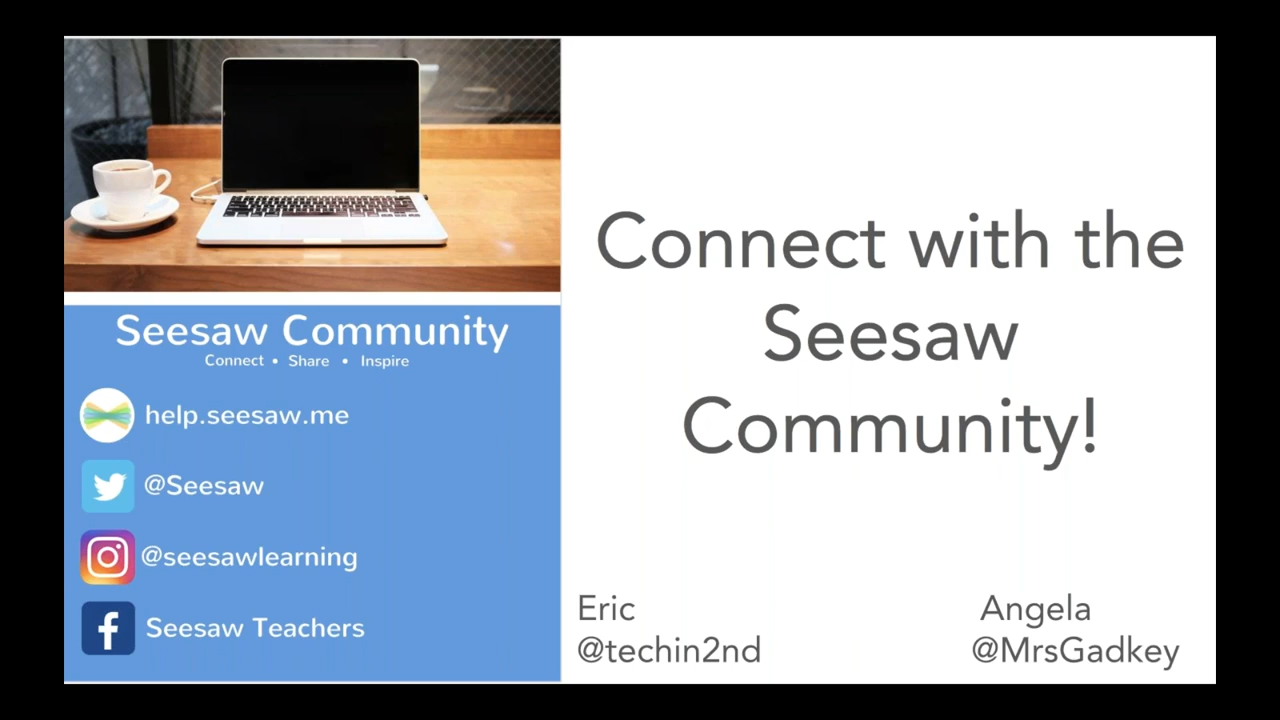 Seesaw Community
Connect • Share • Inspire
help.seesaw.me
@Seesaw
@seesawlearning
Seesaw Teachers
Connect with the
Seesaw
Community!
Eric
@techin2nd
Angela
@MrsGadkey